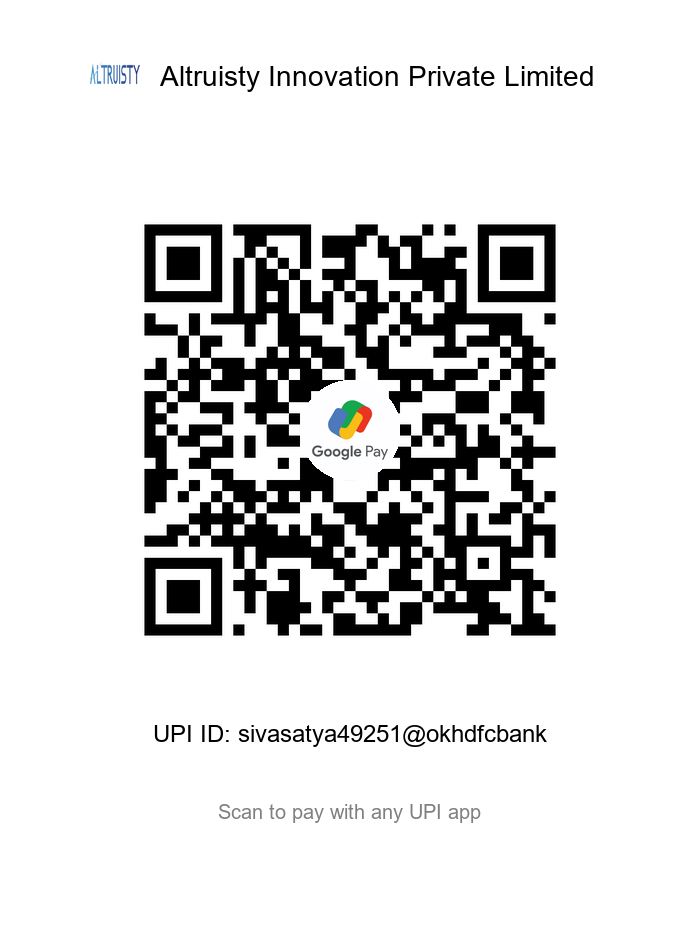 ALTRUISTY Altruisty Innovation Private Limited
Google Pay
UPI ID: sivasatya49251@okhdfcbank
Scan to pay with any UPI app